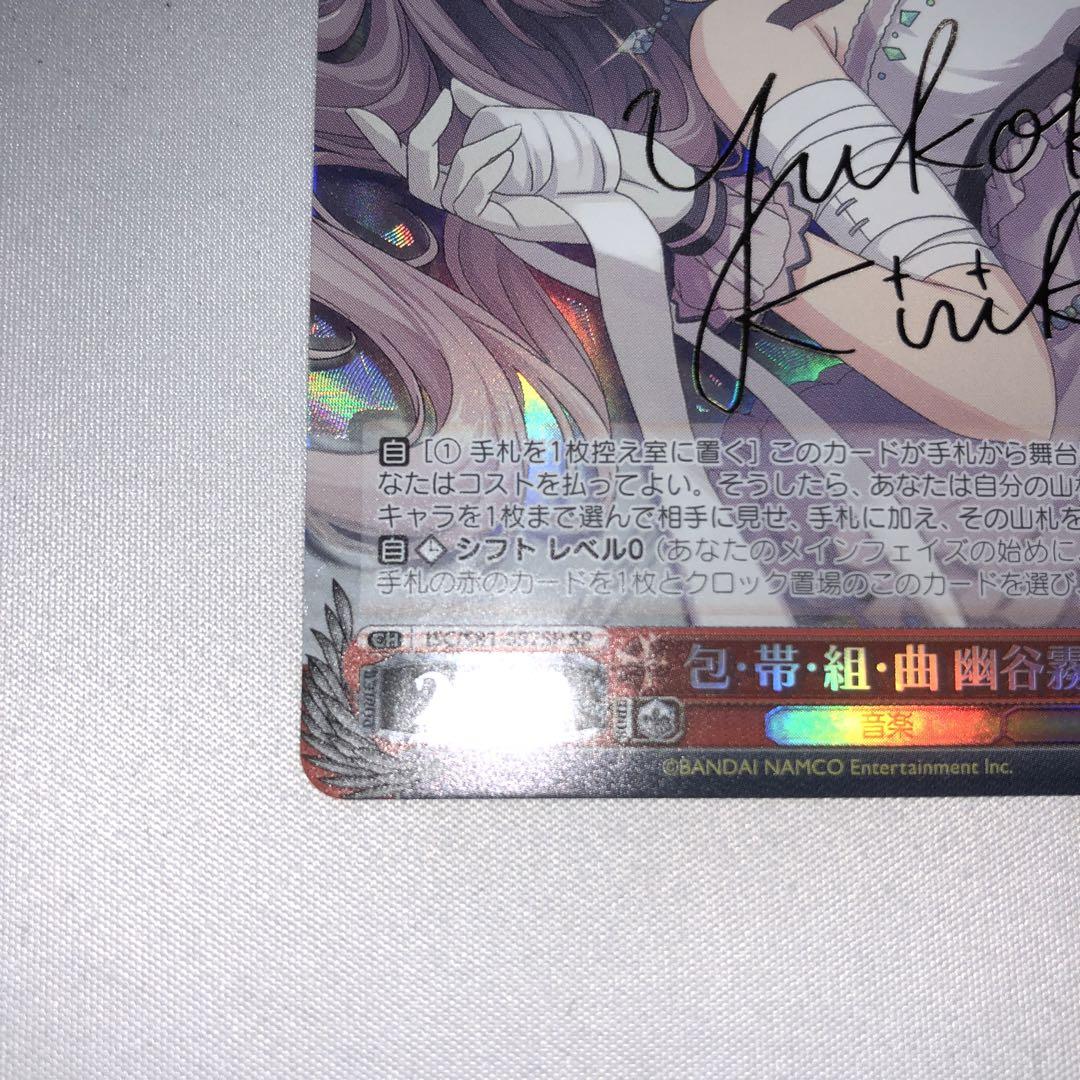 Yukok
Kirik
自 [① 手札を1枚控え室に置く] このカードが手札から舞台
なたはコストを払ってよい。そうしたら、あなたは自分の山札
キャラを1枚まで選んで相手に見せ、手札に加え、その山札を
自 シフト レベル0（あなたのメインフェイズの始めに
手札の赤のカードを1枚とクロック置場のこのカードを選び
CH
包・帯・組・曲 幽谷霧
音楽
©BANDAI NAMCO Entertainment Inc.